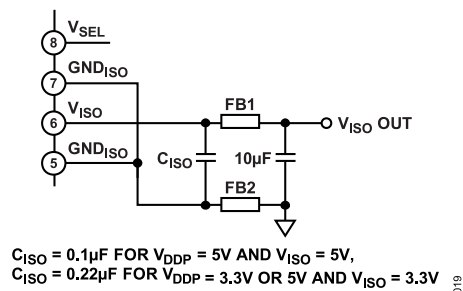 8 V_SEL
7 GND_ISO
6 V_ISO
5 GND_ISO
FB1
V_ISO OUT
C_ISO
10µF
FB2
C_ISO = 0.1µF FOR V_DDP = 5V AND V_ISO = 5V,
C_ISO = 0.22µF FOR V_DDP = 3.3V OR 5V AND V_ISO = 3.3V
019